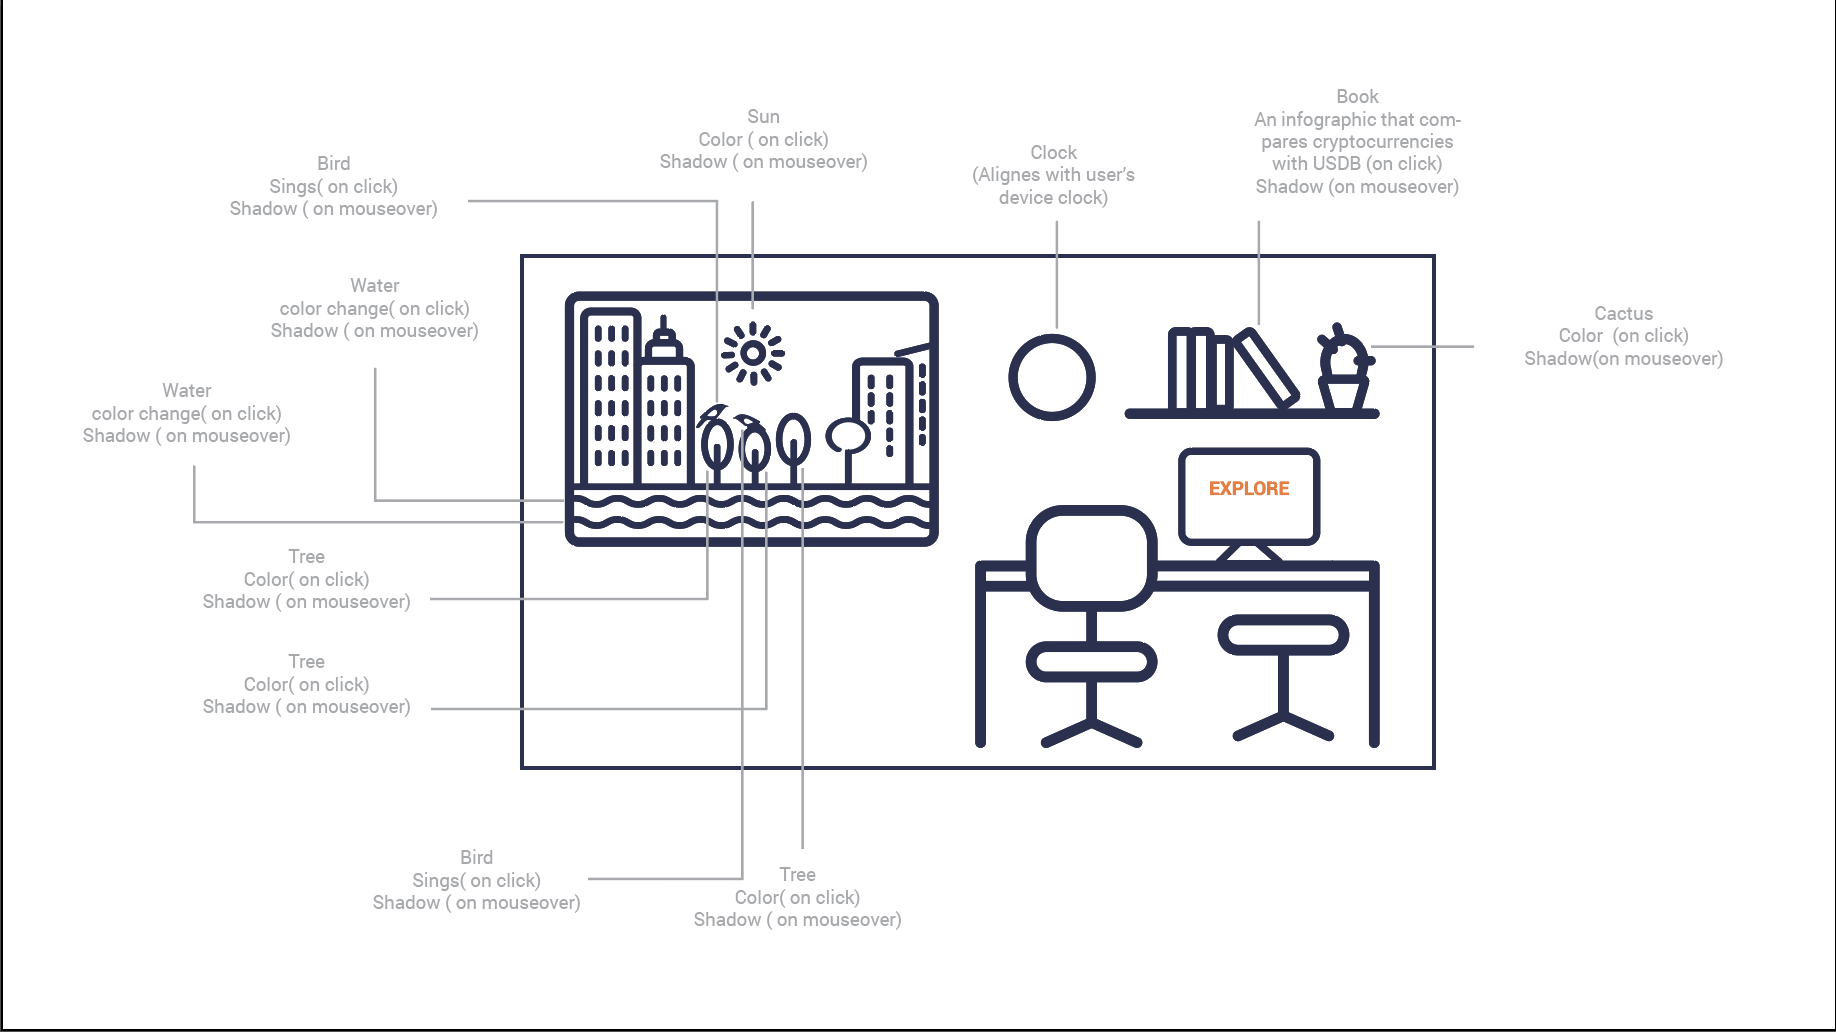 Book
An infographic that com-
pares cryptocurrencies
with USDB (on click)
Shadow (on mouseover)
Sun
Color ( on click)
Shadow ( on mouseover)
Clock
(Alignes with user’s
device clock)
Bird
Sings( on click)
Shadow ( on mouseover)
Water
color change( on click)
Shadow ( on mouseover)
Cactus
Color  (on click)
Shadow(on mouseover)
Water
color change( on click)
Shadow ( on mouseover)
EXPLORE
Tree
Color( on click)
Shadow ( on mouseover)
Tree
Color( on click)
Shadow ( on mouseover)
Bird
Sings( on click)
Shadow ( on mouseover)
Tree
Color( on click)
Shadow ( on mouseover)